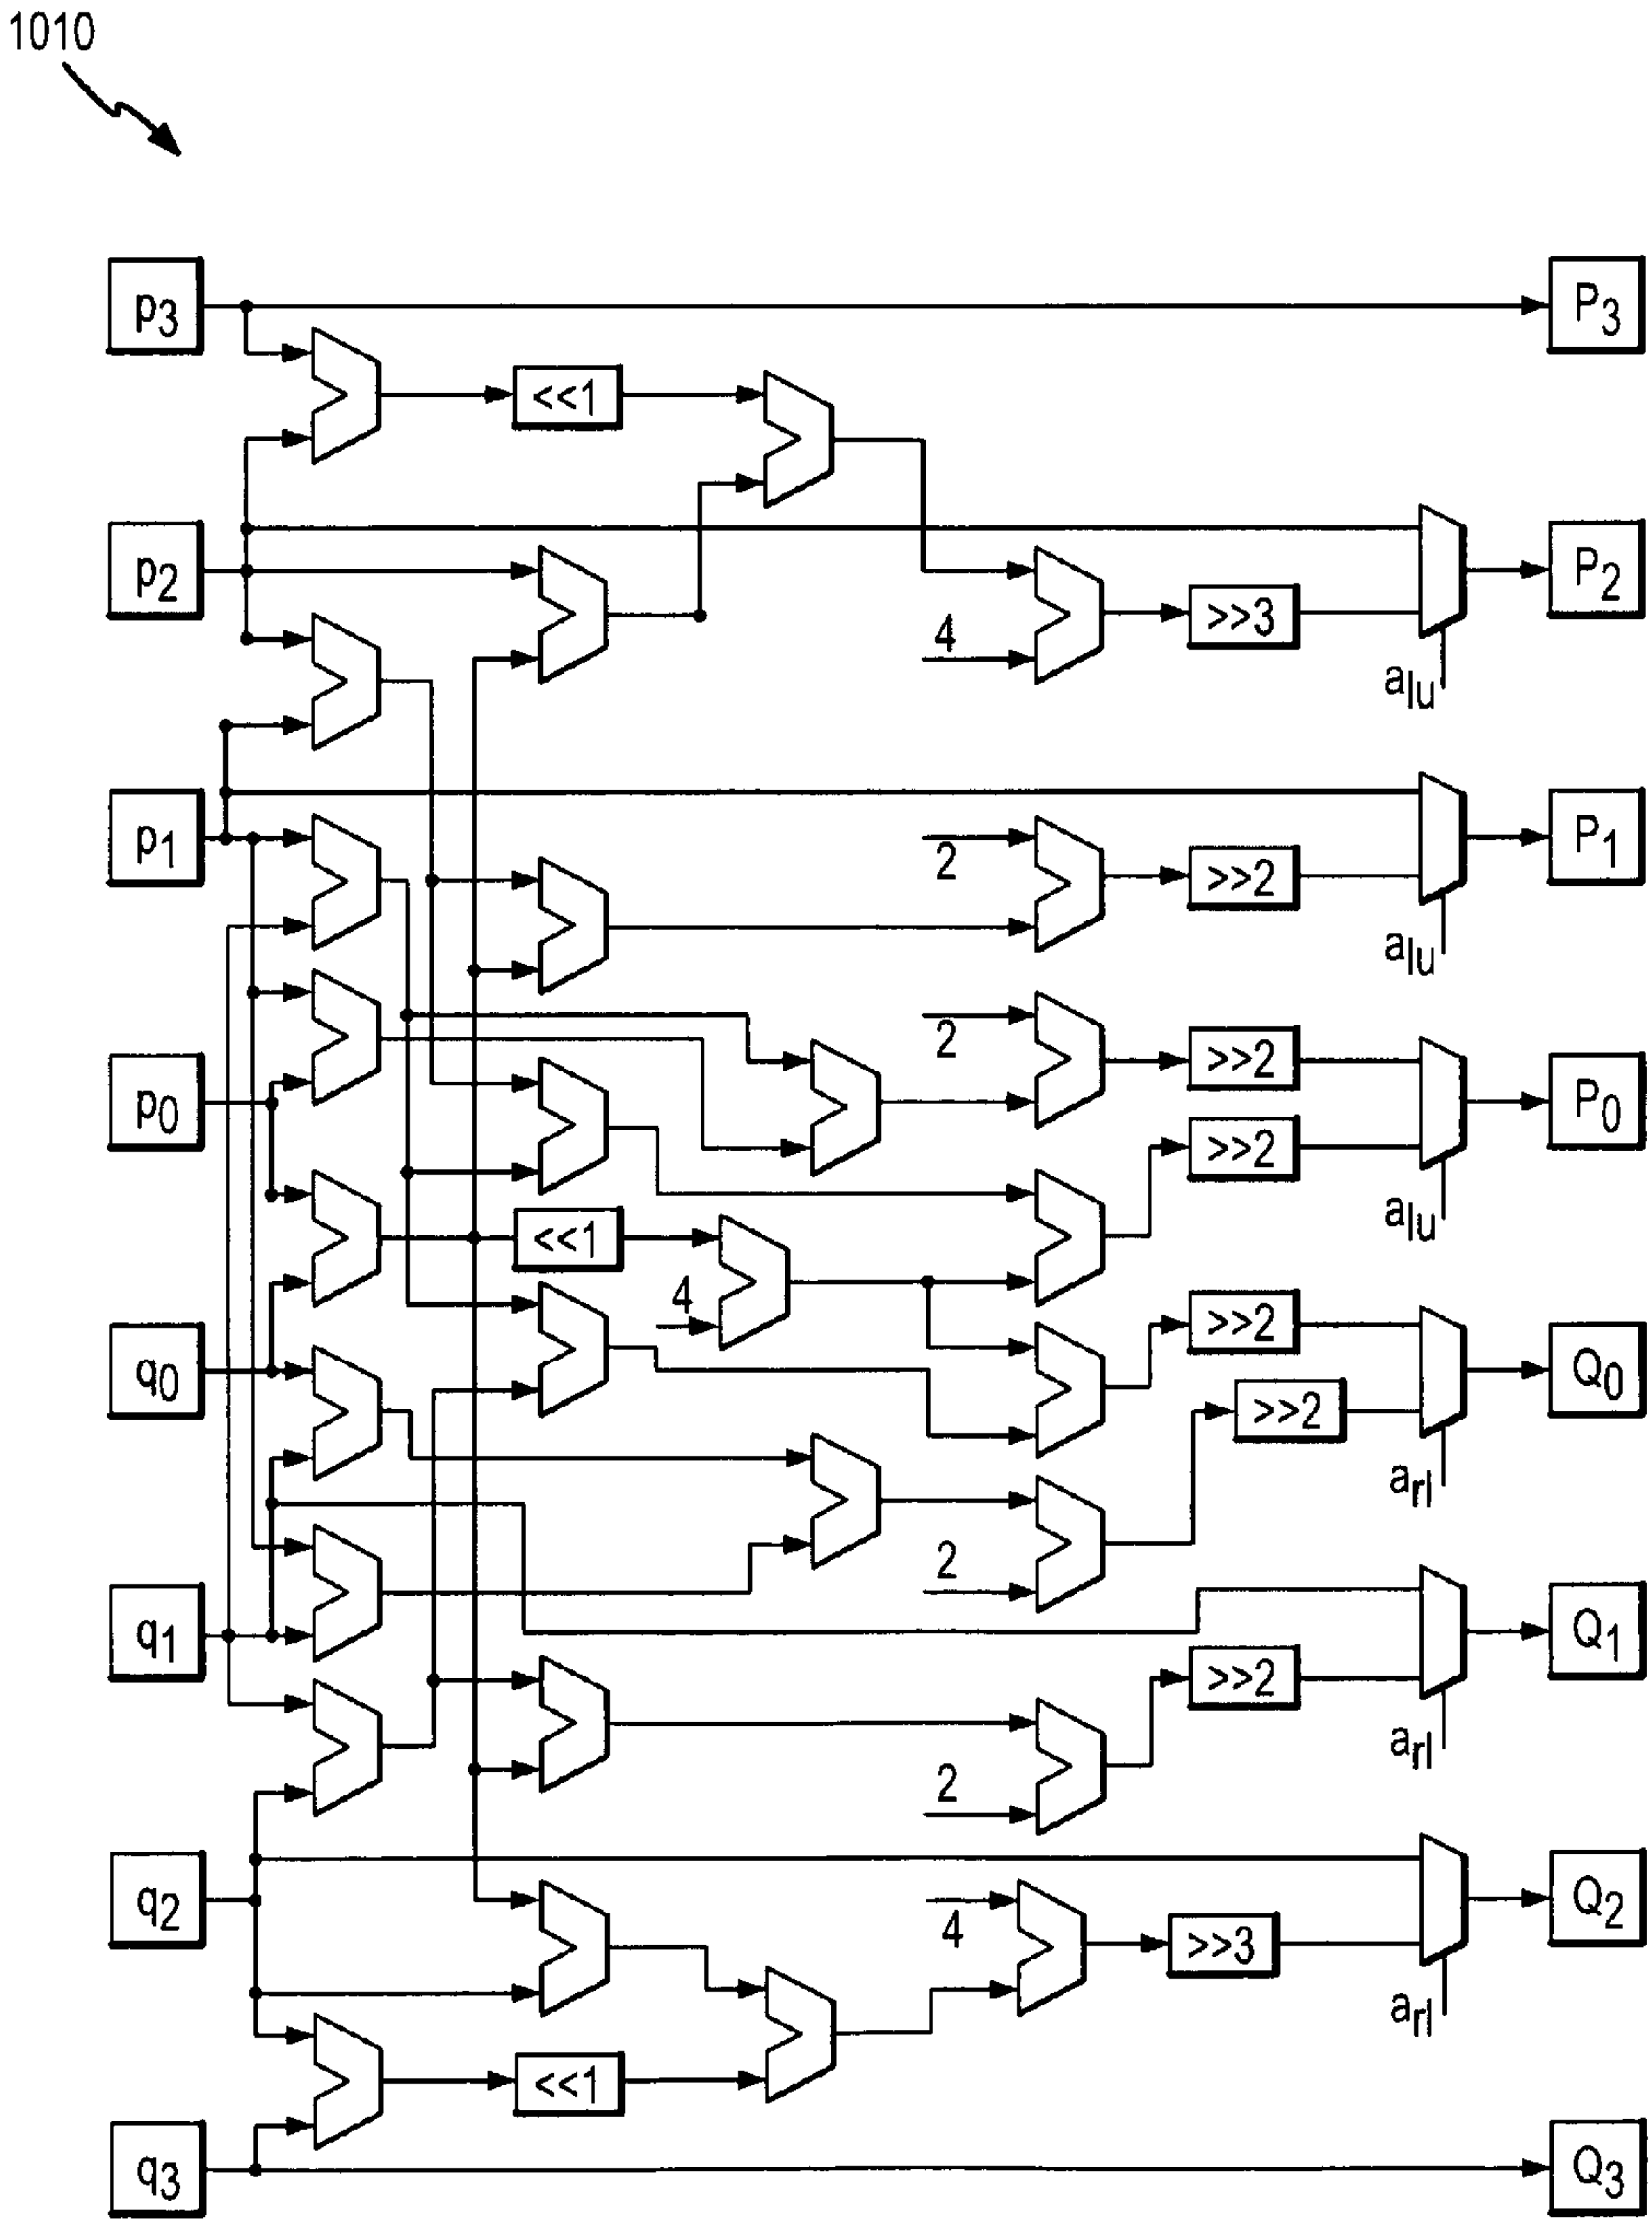 1010
p3 P3
<<1
p2 P2
4 >>3
alu
p1 P1
2 >>2
alu
2 >>2
p0 P0
>>2
alu
<<1
4
>>2
q0 Q0
>>2
arl
2
q1 Q1
>>2
arl
2
q2 Q2
4 >>3
arl
<<1
q3 Q3